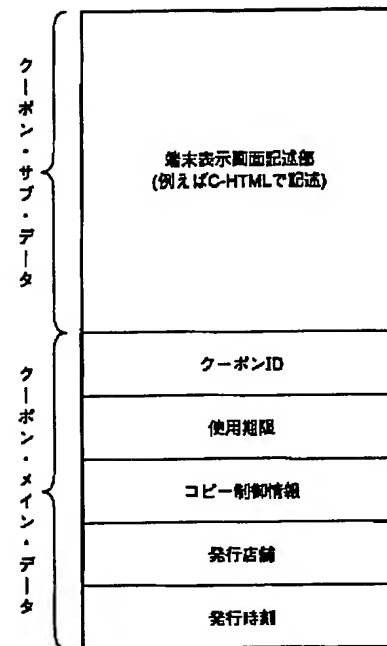 クーポン・サブ・データ
端末表示画面記述部
(例えばC-HTMLで記述)
クーポン・メイン・データ
クーポンID
使用期限
コピー制御情報
発行店舗
発行時刻